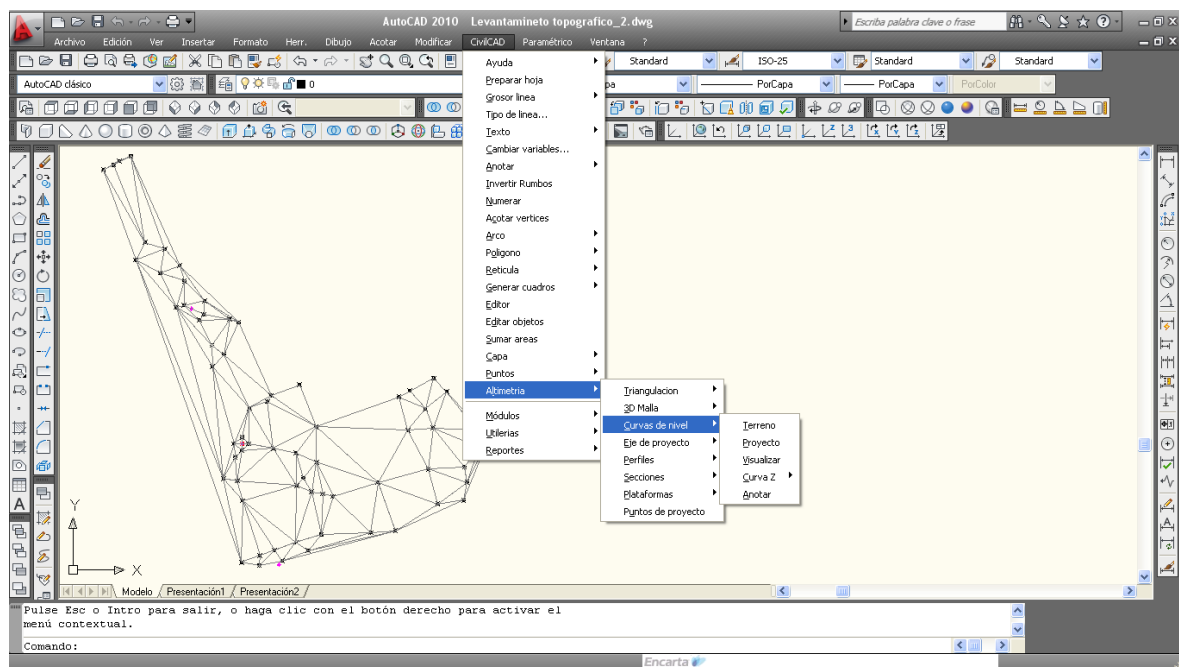 AutoCAD 2010 Levantamineto topografico_2.dwg
Escriba palabra clave o frase
Archivo Edición Ver Insertar Formato Herr. Dibujo Acotar Modificar CivilCAD Paramétrico Ventana ?
Standard ISO-25 Standard Standard
AutoCAD clásico 0 PorCapa PorCapa PorColor
Ayuda
Preparar hoja
Grosor linea
Tipo de linea...
Texto
Cambiar variables...
Anotar
Invertir Rumbos
Numerar
Acotar vertices
Arco
Poligono
Reticula
Generar cuadros
Editor
Editar objetos
Sumar areas
Capa
Puntos
Altimetria
Módulos
Utilerias
Reportes
Triangulacion
3D Malla
Curvas de nivel
Eje de proyecto
Perfiles
Secciones
Plataformas
Puntos de proyecto
Terreno
Proyecto
Visualizar
Curva Z
Anotar
Y
X
Modelo Presentación1 Presentación2
Pulse Esc o Intro para salir, o haga clic con el botón derecho para activar el
menú contextual.
Comando:
Encarta